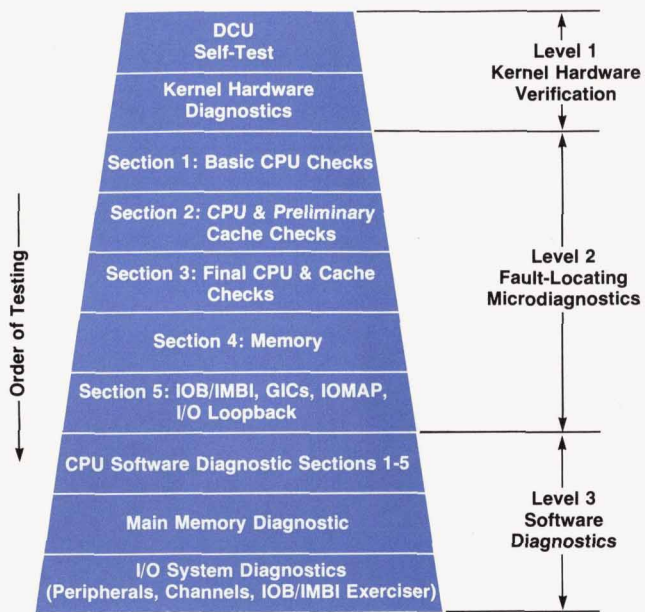 DCU
Self-Test
Kernel Hardware
Diagnostics
Section 1: Basic CPU Checks
Section 2: CPU & Preliminary
Cache Checks
Section 3: Final CPU & Cache
Checks
Section 4: Memory
Section 5: IOB/IMBI, GICs, IOMAP,
I/O Loopback
CPU Software Diagnostic Sections 1-5
Main Memory Diagnostic
I/O System Diagnostics
(Peripherals, Channels, IOB/IMBI Exerciser)
Order of Testing
Level 1
Kernel Hardware
Verification
Level 2
Fault-Locating
Microdiagnostics
Level 3
Software
Diagnostics